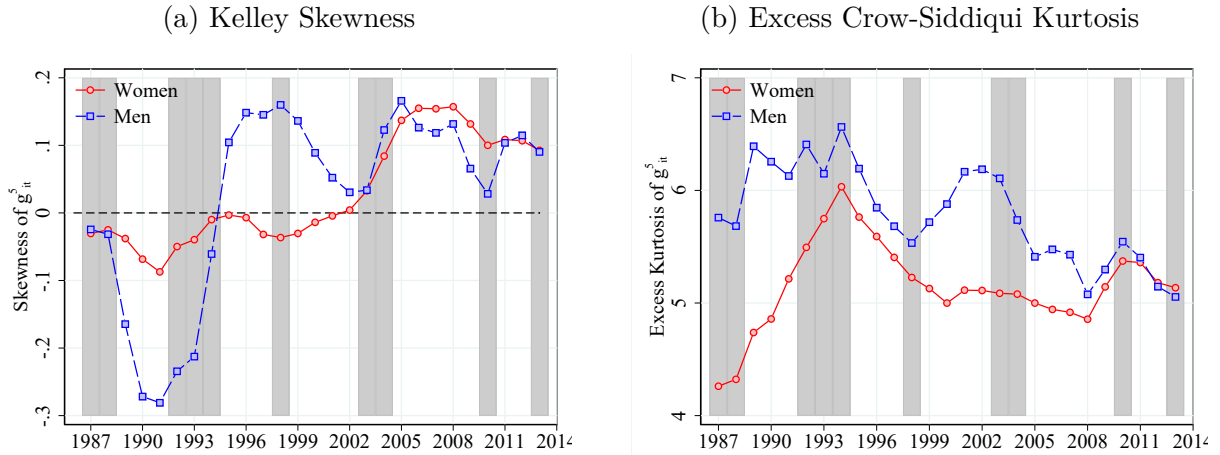 (a) Kelley Skewness
Skewness of g⁵ᵢₜ
.2
.1
0
-.1
-.2
-.3
Women
Men
1987 1990 1993 1996 1999 2002 2005 2008 2011 2014
(b) Excess Crow-Siddiqui Kurtosis
Excess Kurtosis of g⁵ᵢₜ
7
6
5
4
Women
Men
1987 1990 1993 1996 1999 2002 2005 2008 2011 2014